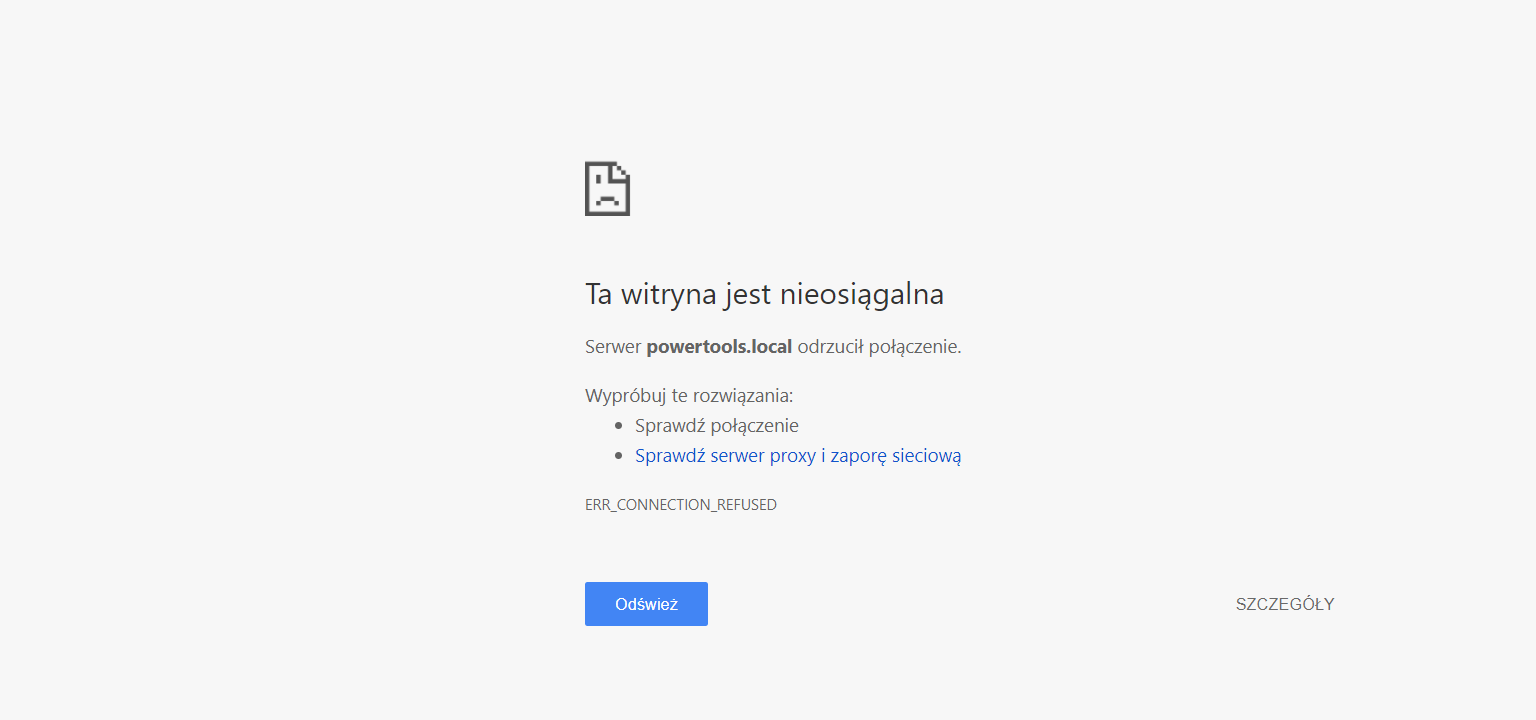 Ta witryna jest nieosiągalna
Serwer powertools.local odrzucił połączenie.
Wypróbuj te rozwiązania:
Sprawdź połączenie
Sprawdź serwer proxy i zaporę sieciową
ERR_CONNECTION_REFUSED
Odśwież
SZCZEGÓŁY